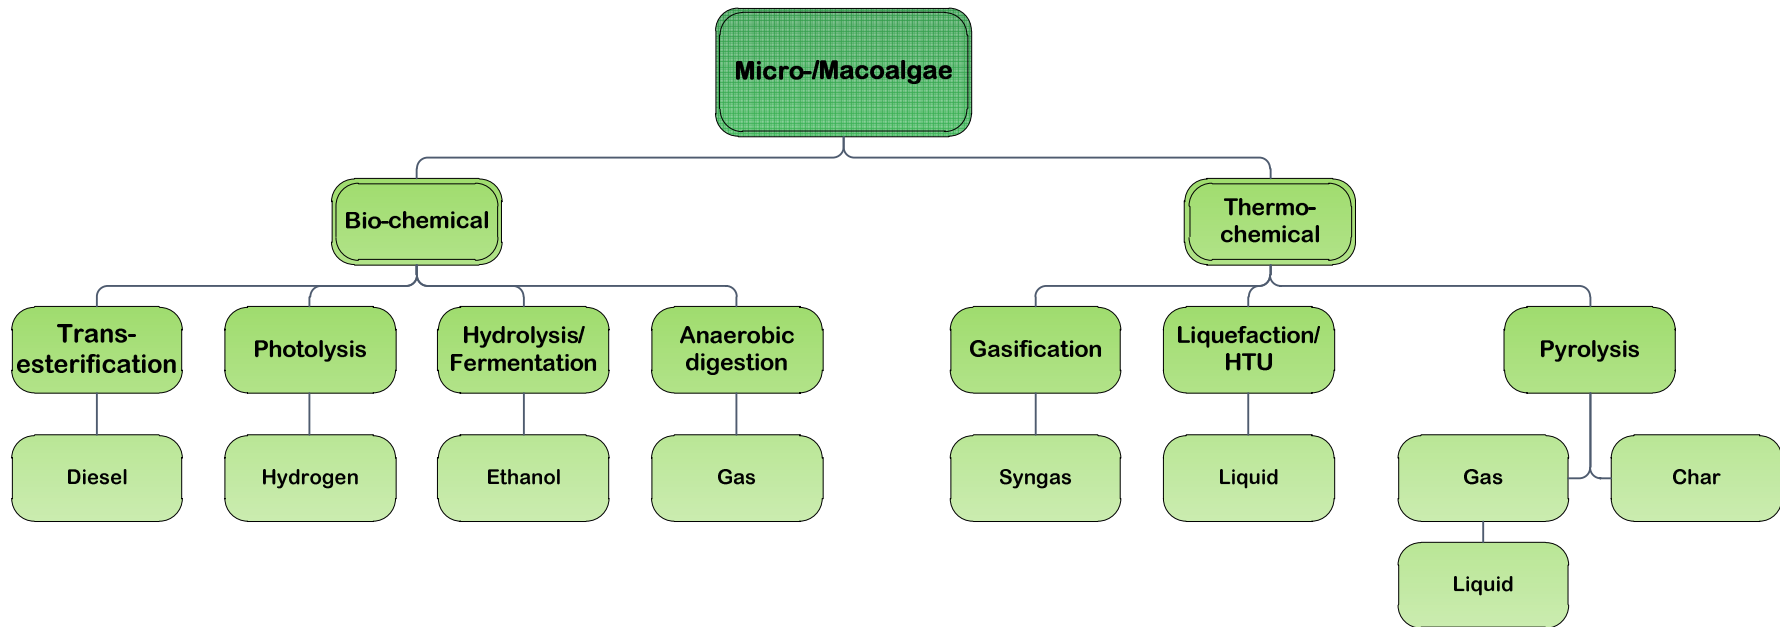 Micro-/Macoalgae
Bio-chemical
Thermo-
chemical
Trans-
esterification
Photolysis
Hydrolysis/
Fermentation
Anaerobic
digestion
Gasification
Liquefaction/
HTU
Pyrolysis
Diesel
Hydrogen
Ethanol
Gas
Syngas
Liquid
Gas
Char
Liquid